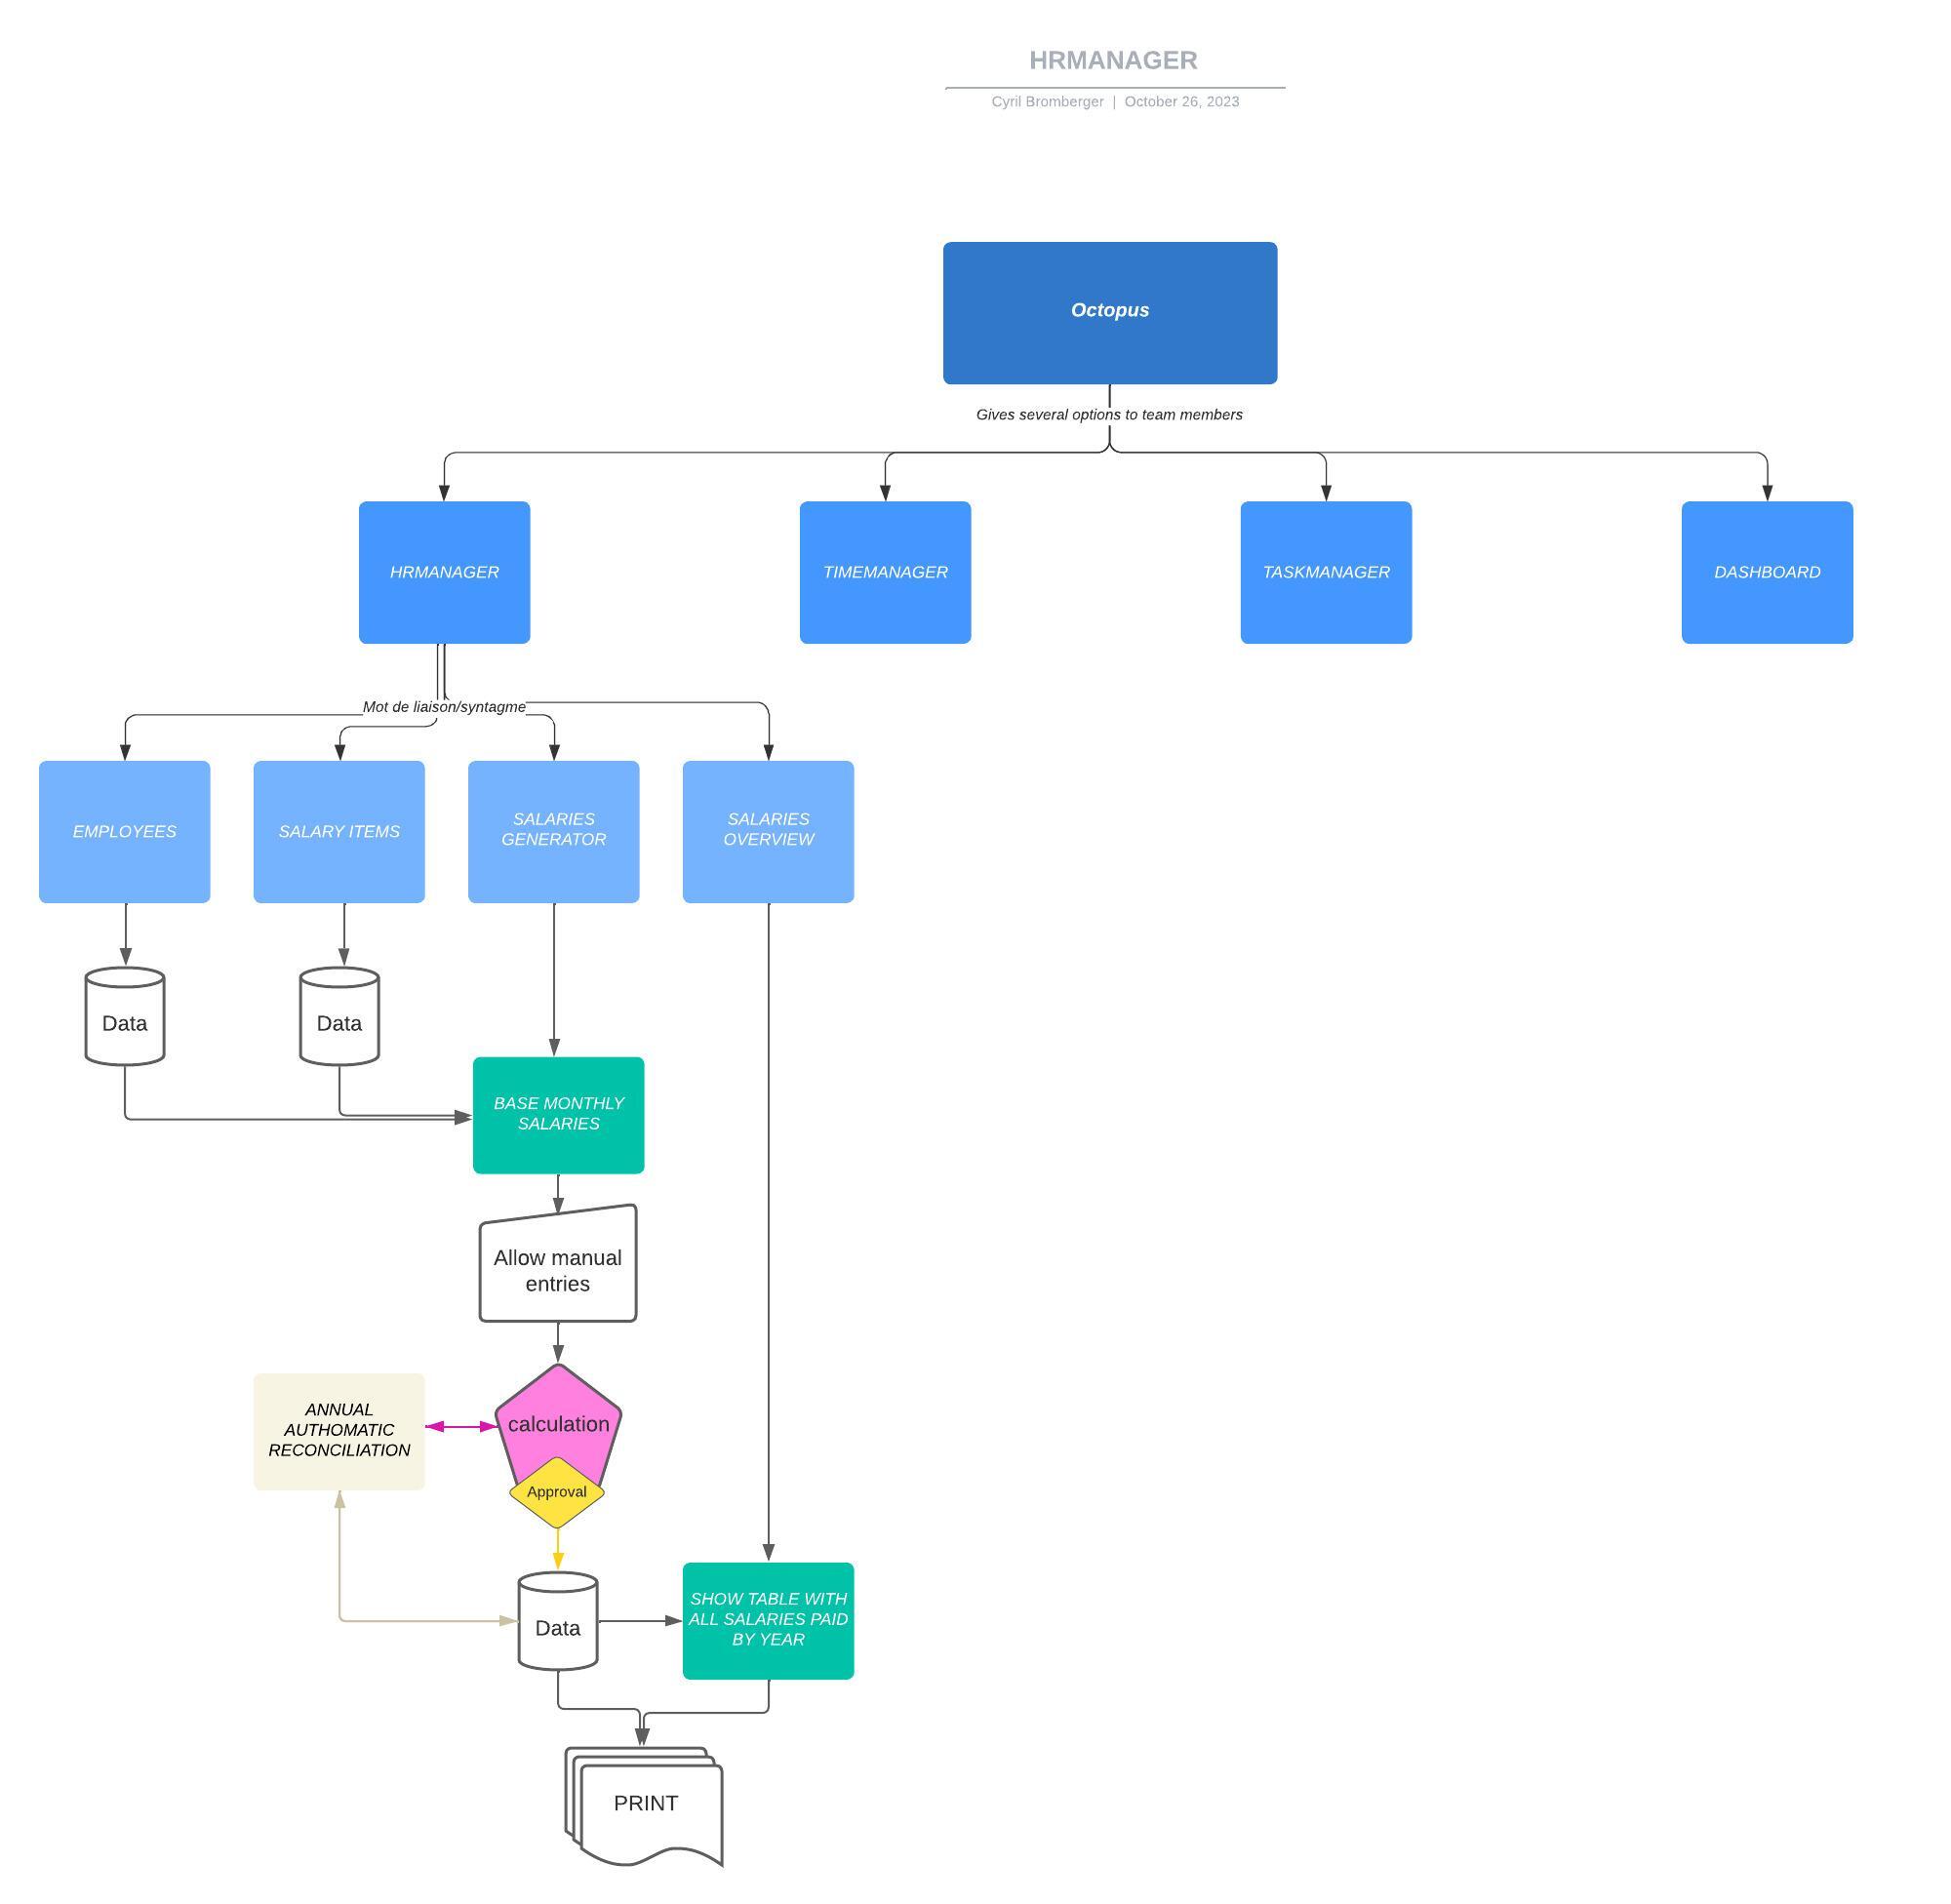 HRMANAGER
Cyril Bromberger | October 26, 2023
Octopus
Gives several options to team members
HRMANAGER
TIMEMANAGER
TASKMANAGER
DASHBOARD
Mot de liaison/syntagme
EMPLOYEES
SALARY ITEMS
SALARIES
GENERATOR
SALARIES
OVERVIEW
Data
Data
BASE MONTHLY
SALARIES
Allow manual
entries
ANNUAL
AUTHOMATIC
RECONCILIATION
calculation
Approval
Data
SHOW TABLE WITH
ALL SALARIES PAID
BY YEAR
PRINT